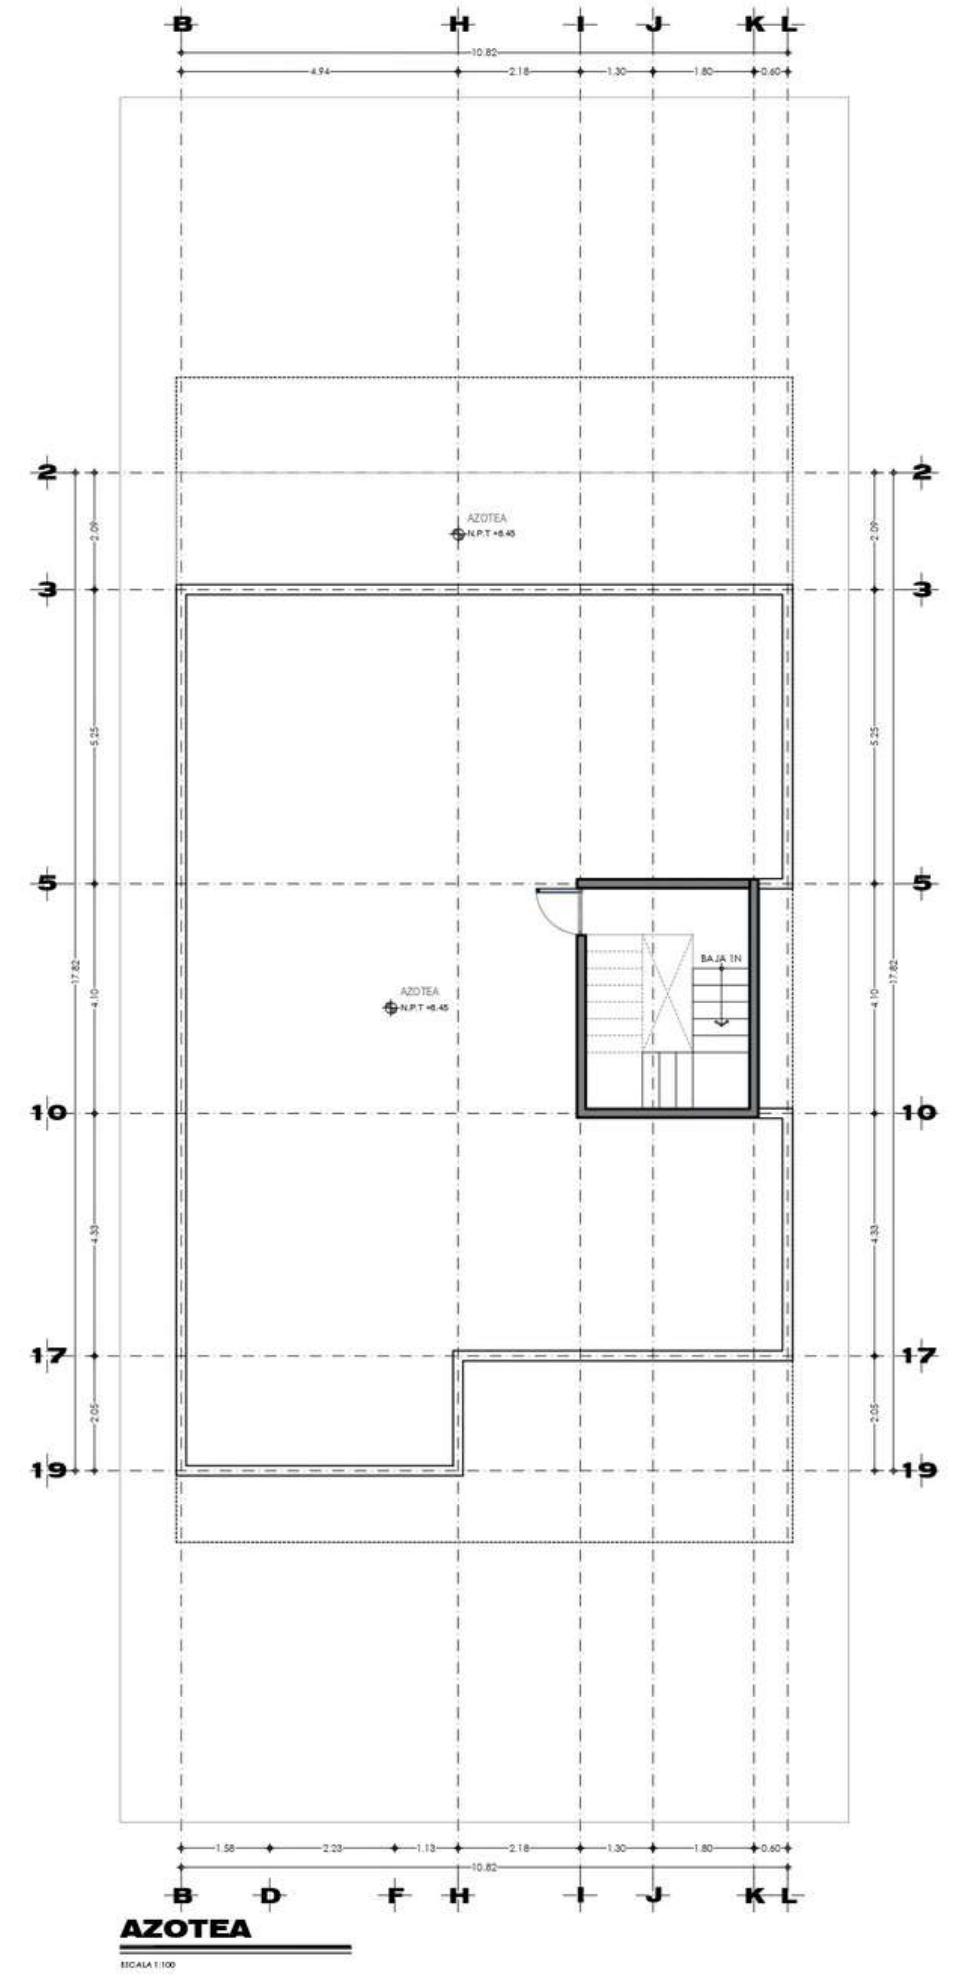 B H I J K L
10.82
4.94 2.18 1.30 1.80 0.60
2 2
2.09 2.09
AZOTEA
N.P.T +6.45
3 3
5.25 5.25
5 5
BAJA 1N
17.82 17.82
AZOTEA
4.10 4.10
N.P.T +6.45
10 10
4.33 4.33
17 17
2.05 2.05
19 19
1.58 2.23 1.13 2.18 1.30 1.80 0.60
10.82
B D F H I J K L
AZOTEA
ESCALA 1:100